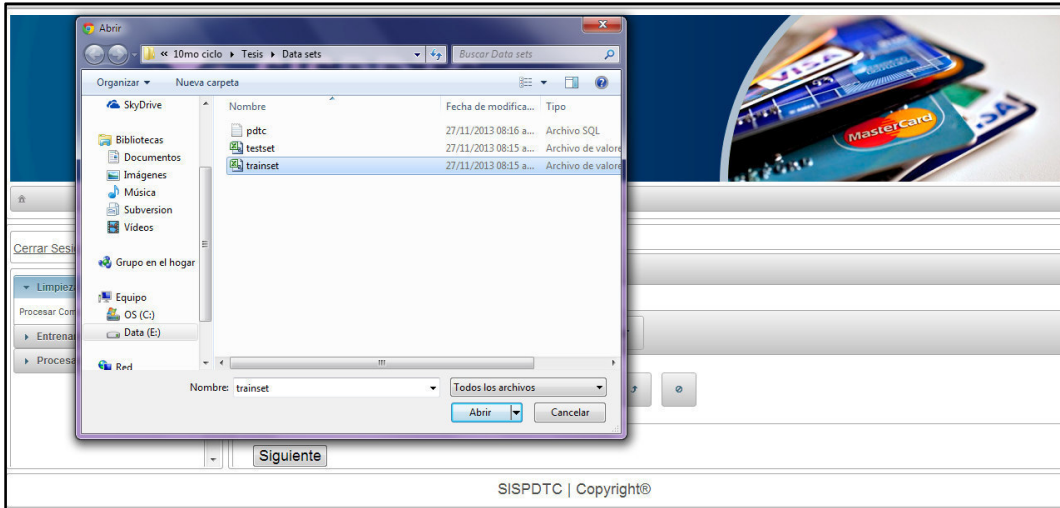 Abrir
« 10mo ciclo ▸ Tesis ▸ Data sets
Buscar Data sets
Organizar
Nueva carpeta
SkyDrive
Bibliotecas
Documentos
Imágenes
Música
Subversion
Vídeos
Grupo en el hogar
Equipo
OS (C:)
Data (E:)
Red
Nombre Fecha de modifica... Tipo
pdtc 27/11/2013 08:16 a... Archivo SQL
testset 27/11/2013 08:15 a... Archivo de valore
trainset 27/11/2013 08:15 a... Archivo de valore
Nombre: trainset
Todos los archivos
Abrir
Cancelar
VISA
MasterCard
VISA
Cerrar Sesi
Limpiez
Procesar Com
Entrena
Procesa
Siguiente
SISPDTC | Copyright®